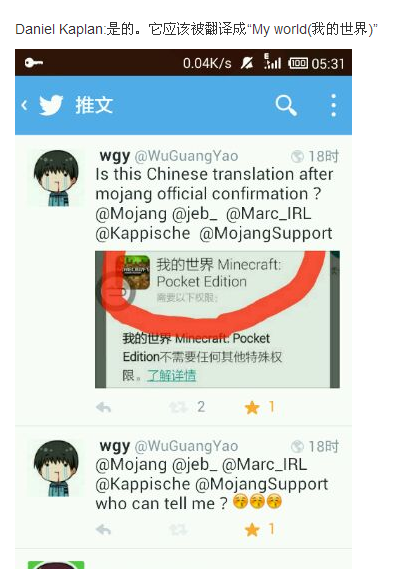 Daniel Kaplan:是的。它应该被翻译成“My world(我的世界)”
0.04K/s 100 05:31
推文
wgy @WuGuangYao 18时
Is this Chinese translation after
mojang official confirmation ?
@Mojang @jeb_ @Marc_IRL
@Kappische @MojangSupport
我的世界 Minecraft:
Pocket Edition
需要以下权限:
我的世界 Minecraft: Pocket
Edition不需要任何其他特殊权
限。了解详情
2 1
wgy @WuGuangYao 18时
@Mojang @jeb_ @Marc_IRL
@Kappische @MojangSupport
who can tell me ? 😚😚😚
1